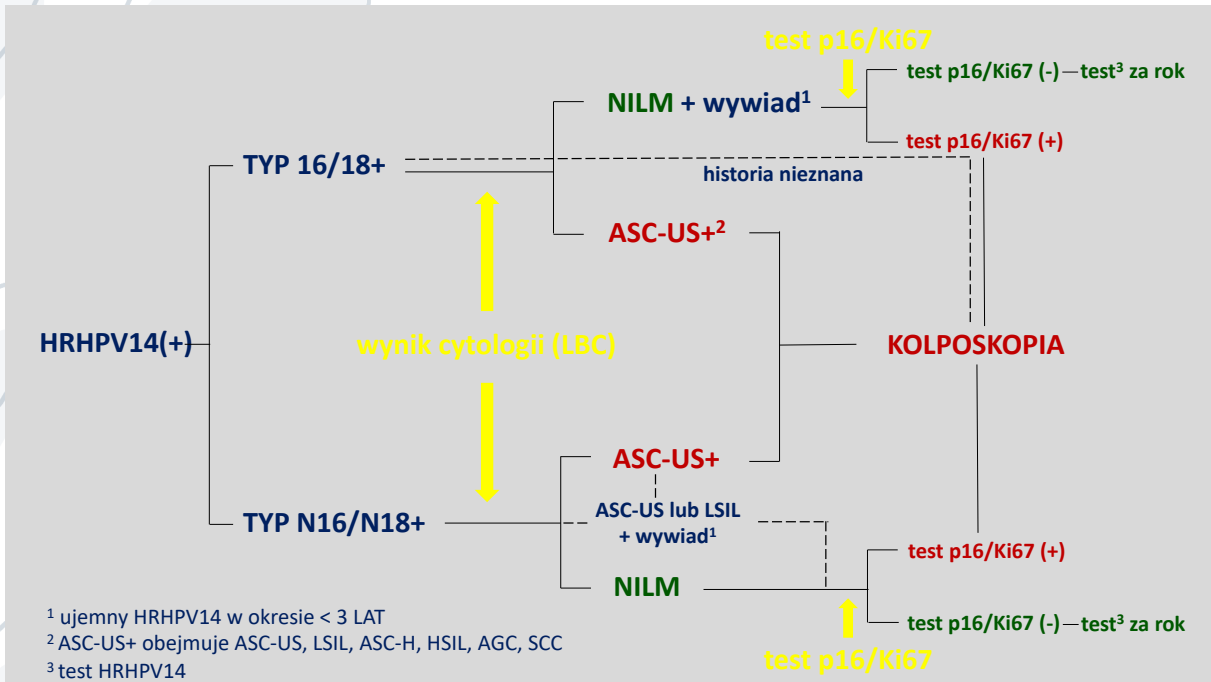 test p16/Ki67
test p16/Ki67 (-) — test³ za rok
NILM + wywiad¹
test p16/Ki67 (+)
TYP 16/18+
historia nieznana
ASC-US+²
HRHPV14(+)
wynik cytologii (LBC)
KOLPOSKOPIA
ASC-US+
ASC-US lub LSIL
+ wywiad¹
TYP N16/N18+
test p16/Ki67 (+)
NILM
test p16/Ki67 (-) — test³ za rok
test p16/Ki67
¹ ujemny HRHPV14 w okresie < 3 LAT
² ASC-US+ obejmuje ASC-US, LSIL, ASC-H, HSIL, AGC, SCC
³ test HRHPV14